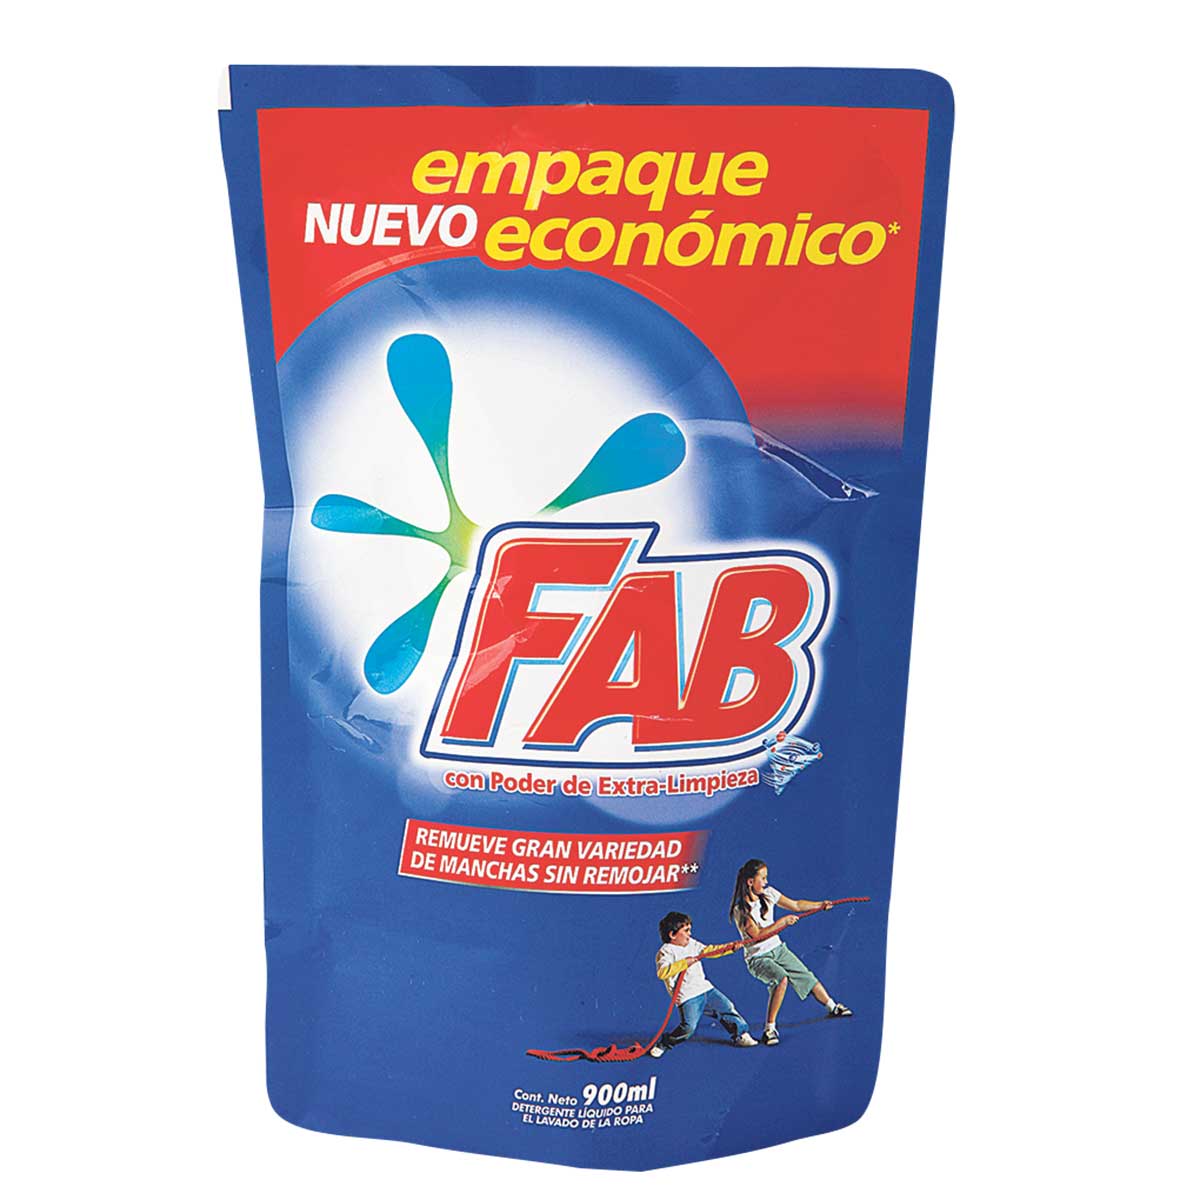 empaque
NUEVO económico*
FAB
con Poder de Extra-Limpieza
REMUEVE GRAN VARIEDAD
DE MANCHAS SIN REMOJAR**
Cont. Neto 900ml
DETERGENTE LÍQUIDO PARA
EL LAVADO DE LA ROPA